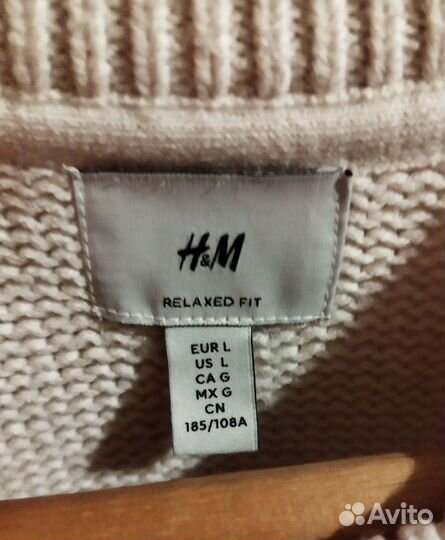 H&M
RELAXED FIT
EUR L
US L
CA G
MX G
CN
185/108A
Avito